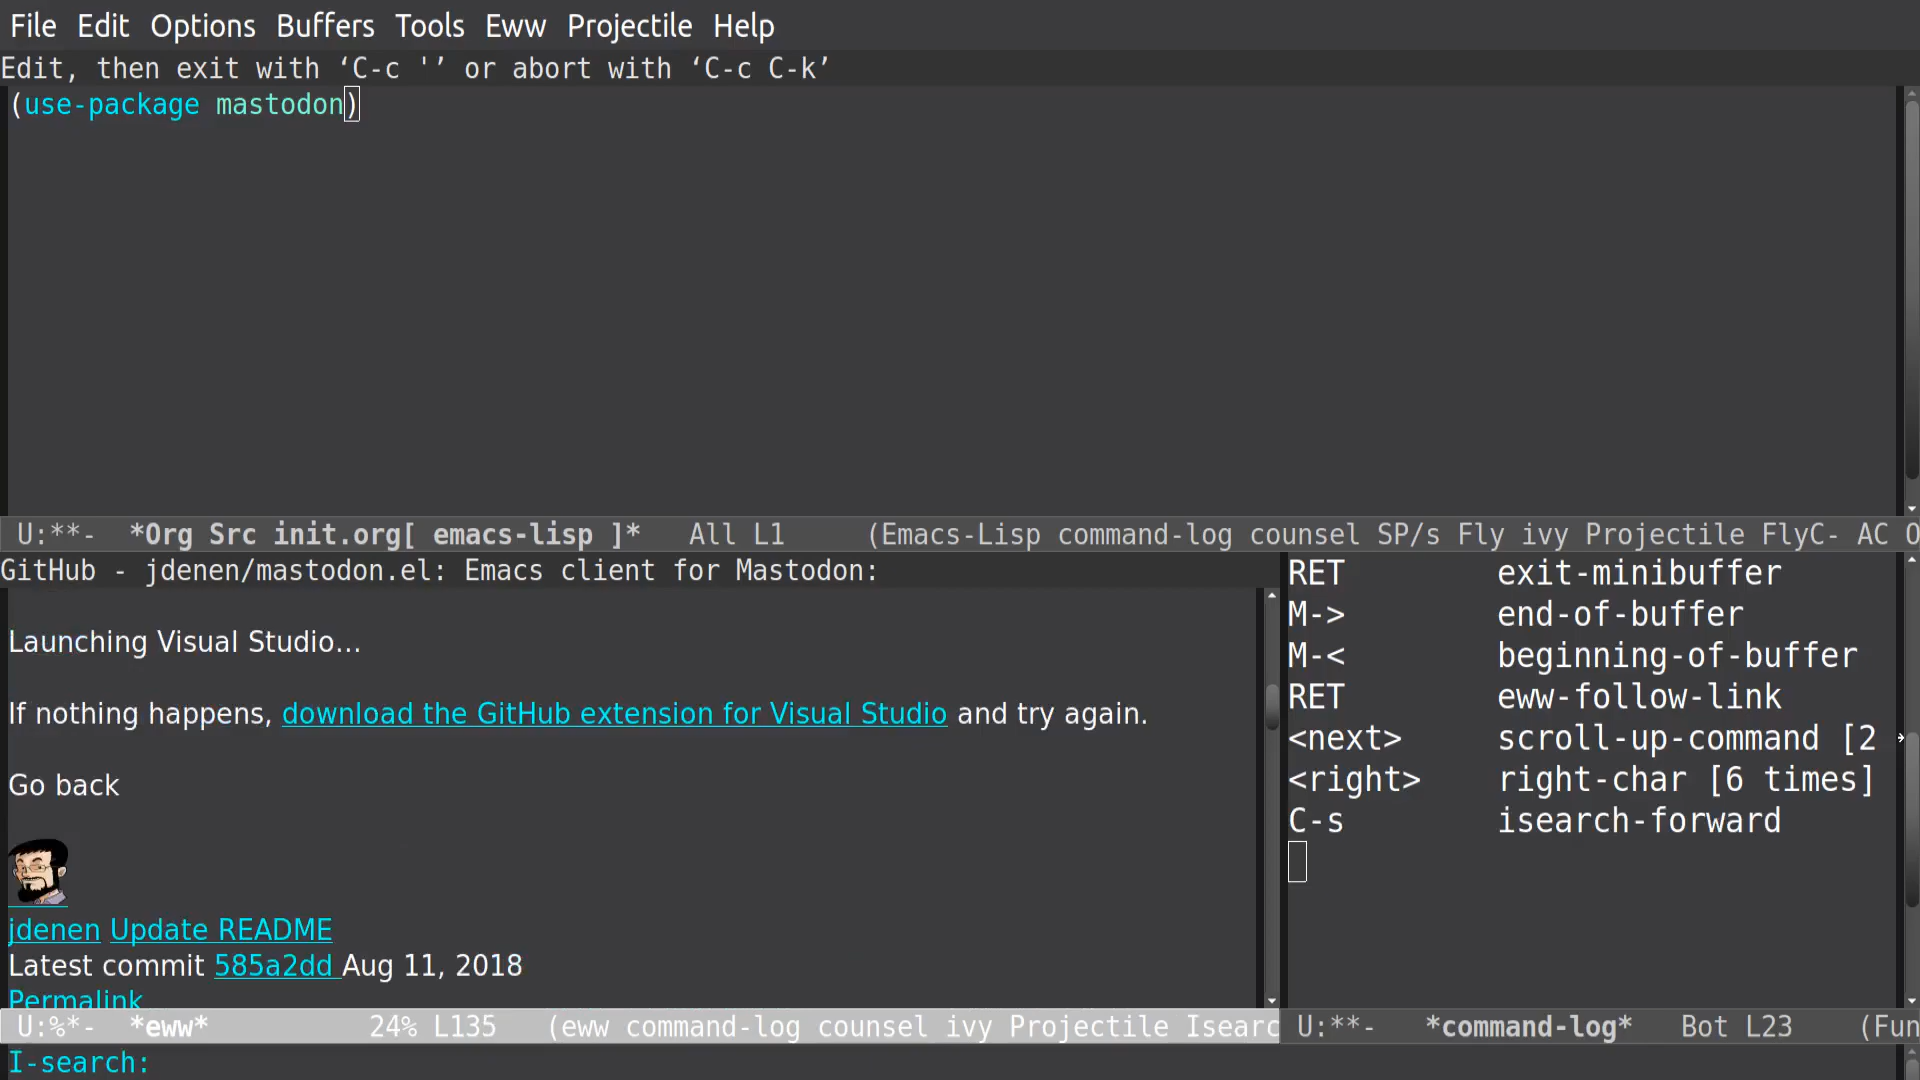 File Edit Options Buffers Tools Eww Projectile Help
Edit, then exit with ‘C-c '’ or abort with ‘C-c C-k’
(use-package mastodon)
U:**-  *Org Src init.org[ emacs-lisp ]*   All L1     (Emacs-Lisp command-log counsel SP/s Fly ivy Projectile FlyC- AC O
GitHub - jdenen/mastodon.el: Emacs client for Mastodon:
Launching Visual Studio...
If nothing happens, download the GitHub extension for Visual Studio and try again.
Go back
jdenen Update README
Latest commit 585a2dd Aug 11, 2018
Permalink
U:%*-  *eww*          24% L135   (eww command-log counsel ivy Projectile Isearc
RET exit-minibuffer
M-> end-of-buffer
M-< beginning-of-buffer
RET eww-follow-link
<next> scroll-up-command [2
<right> right-char [6 times]
C-s isearch-forward
U:**-   *command-log*   Bot L23    (Fun
I-search: